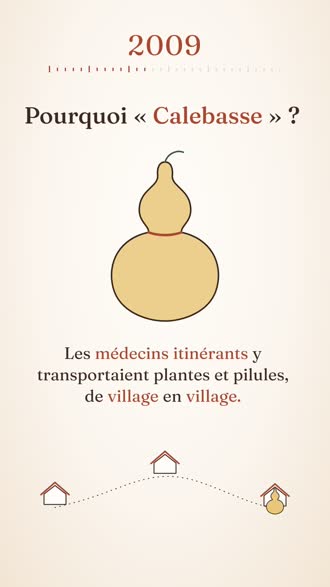 2009
Pourquoi « Calebasse » ?
Les médecins itinérants y
transportaient plantes et pilules,
de village en village.